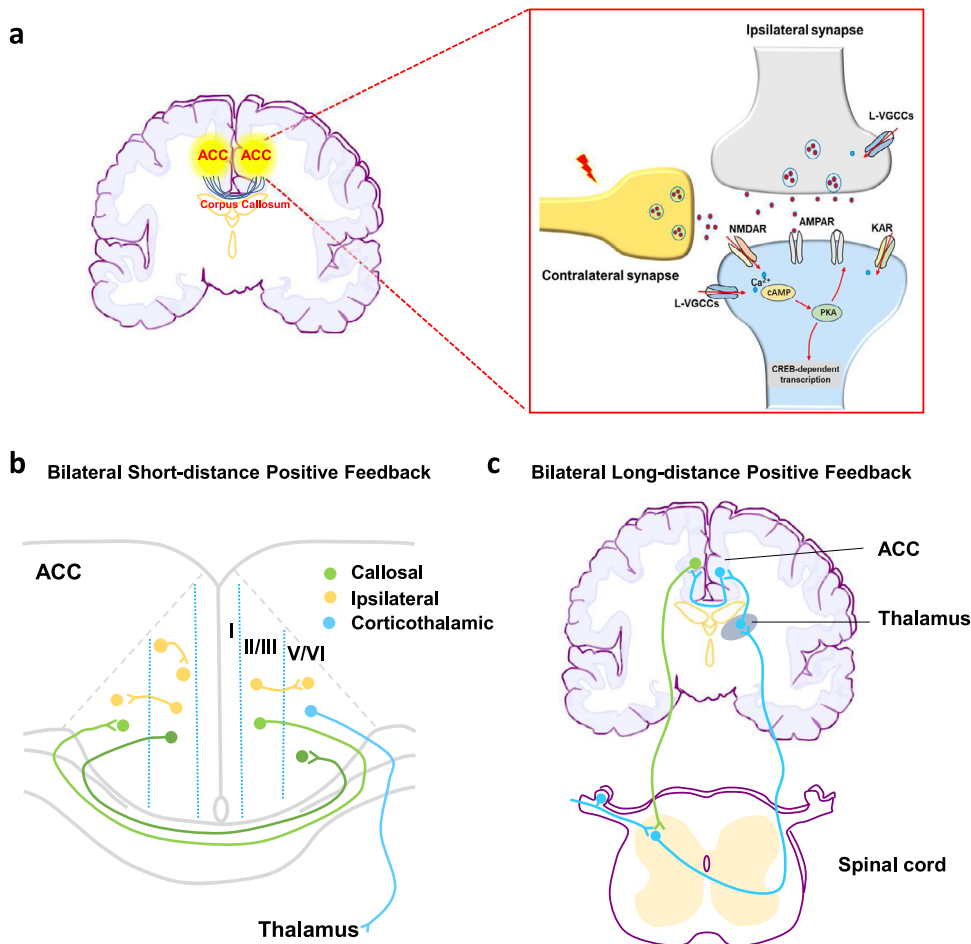 a
Ipsilateral synapse
L-VGCCs
ACC ACC
Corpus Callosum
NMDAR
AMPAR
KAR
Contralateral synapse
Ca2+
cAMP
L-VGCCs
PKA
CREB-dependent
transcription
b
Bilateral Short-distance Positive Feedback
ACC
Callosal
Ipsilateral
Corticothalamic
I
II/III
V/VI
Thalamus
c
Bilateral Long-distance Positive Feedback
ACC
Thalamus
Spinal cord